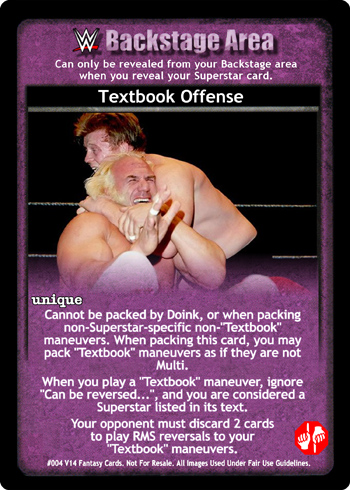 W Backstage Area
Can only be revealed from your Backstage area
when you reveal your Superstar card.
Textbook Offense
unique
Cannot be packed by Doink, or when packing
non-Superstar-specific non-"Textbook"
maneuvers. When packing this card, you may
pack "Textbook" maneuvers as if they are not
Multi.
When you play a "Textbook" maneuver, ignore
"Can be reversed...", and you are considered a
Superstar listed in its text.
Your opponent must discard 2 cards
to play RMS reversals to your
"Textbook" maneuvers.
#004 V14 Fantasy Cards. Not For Resale. All Images Used Under Fair Use Guidelines.